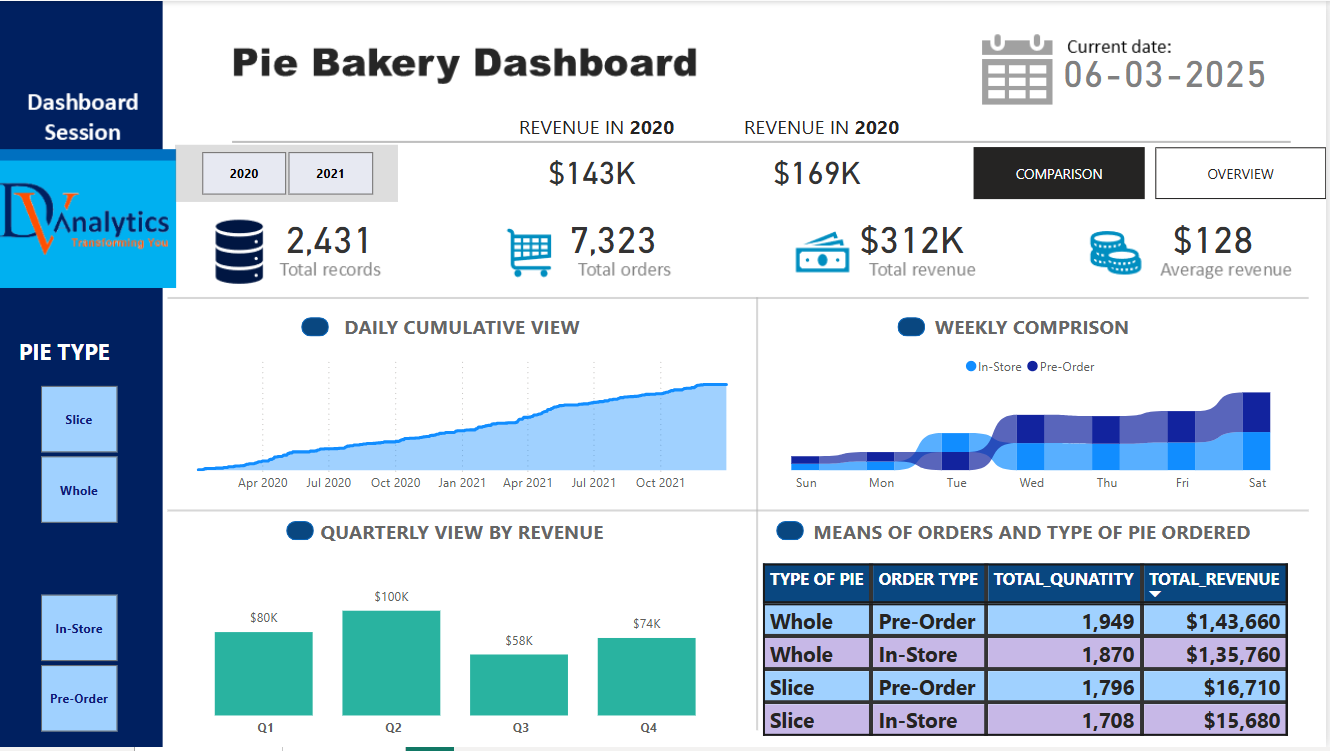 Pie Bakery Dashboard
Current date:
06-03-2025
Dashboard
Session
REVENUE IN 2020
REVENUE IN 2020
2020
2021
$143K
$169K
COMPARISON
OVERVIEW
DV Analytics
Transforming You
2,431
Total records
7,323
Total orders
$312K
Total revenue
$128
Average revenue
PIE TYPE
Slice
Whole
In-Store
Pre-Order
DAILY CUMULATIVE VIEW
Apr 2020 Jul 2020 Oct 2020 Jan 2021 Apr 2021 Jul 2021 Oct 2021
WEEKLY COMPRISON
In-Store Pre-Order
Sun Mon Tue Wed Thu Fri Sat
QUARTERLY VIEW BY REVENUE
$80K $100K $58K $74K
Q1 Q2 Q3 Q4
MEANS OF ORDERS AND TYPE OF PIE ORDERED
TYPE OF PIE ORDER TYPE TOTAL_QUNATITY TOTAL_REVENUE
Whole Pre-Order 1,949 $1,43,660
Whole In-Store 1,870 $1,35,760
Slice Pre-Order 1,796 $16,710
Slice In-Store 1,708 $15,680